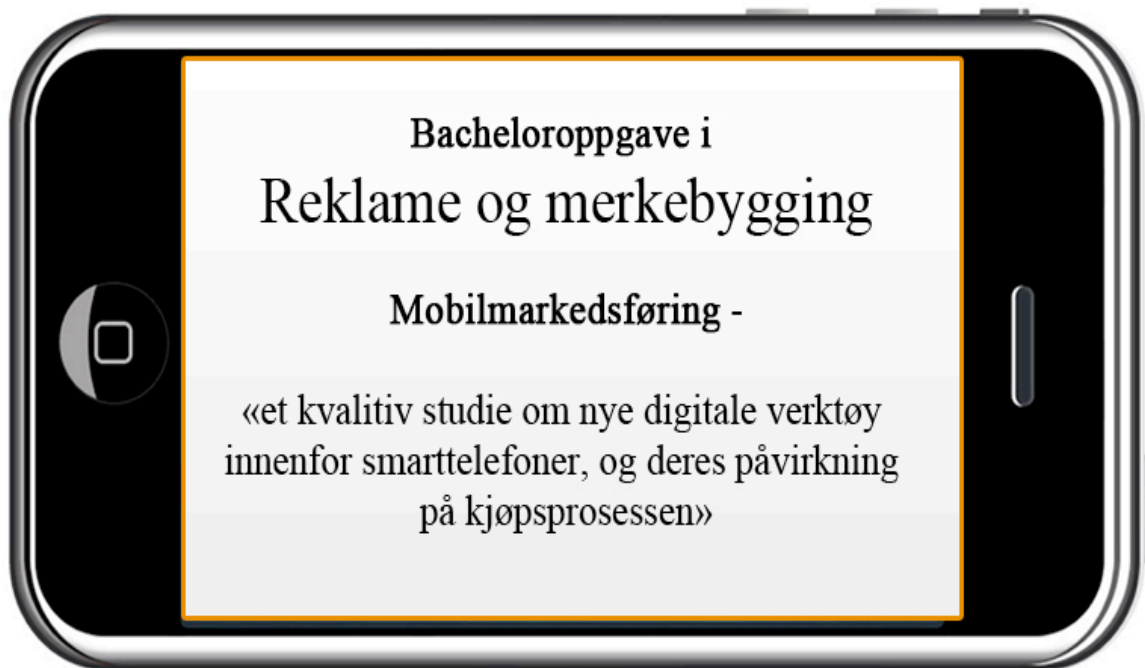 Bacheloroppgave i
Reklame og merkebygging
Mobilmarkedsføring -
«et kvalitiv studie om nye digitale verktøy
innenfor smarttelefoner, og deres påvirkning
på kjøpsprosessen»